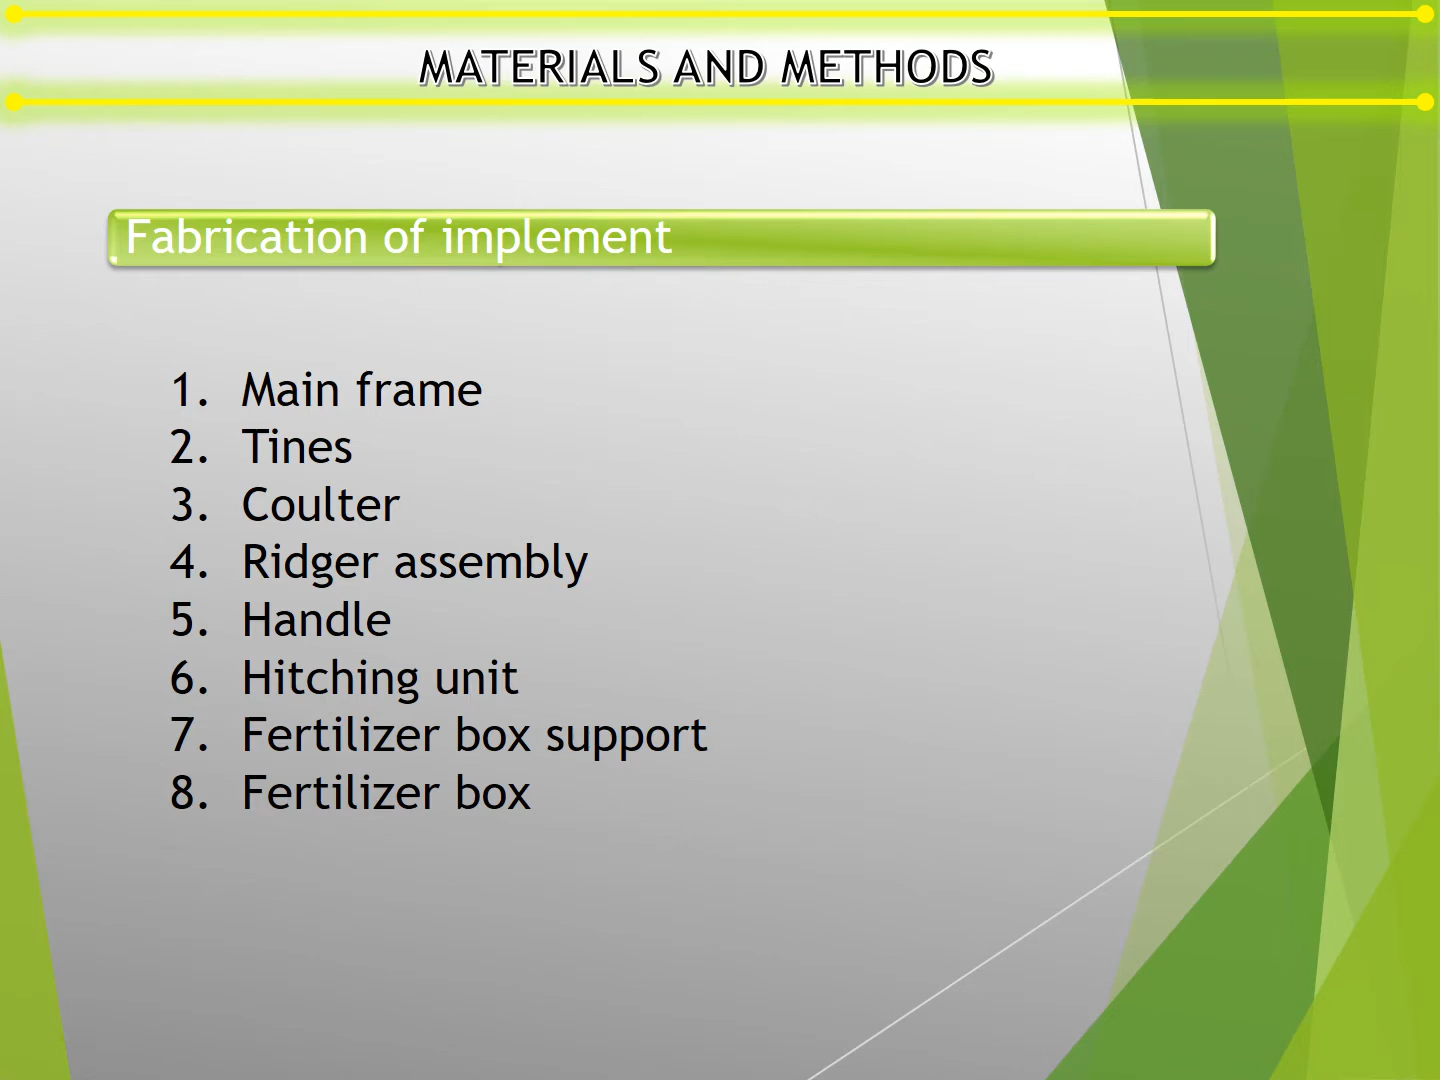 MATERIALS AND METHODS
Fabrication of implement
1. Main frame
2. Tines
3. Coulter
4. Ridger assembly
5. Handle
6. Hitching unit
7. Fertilizer box support
8. Fertilizer box